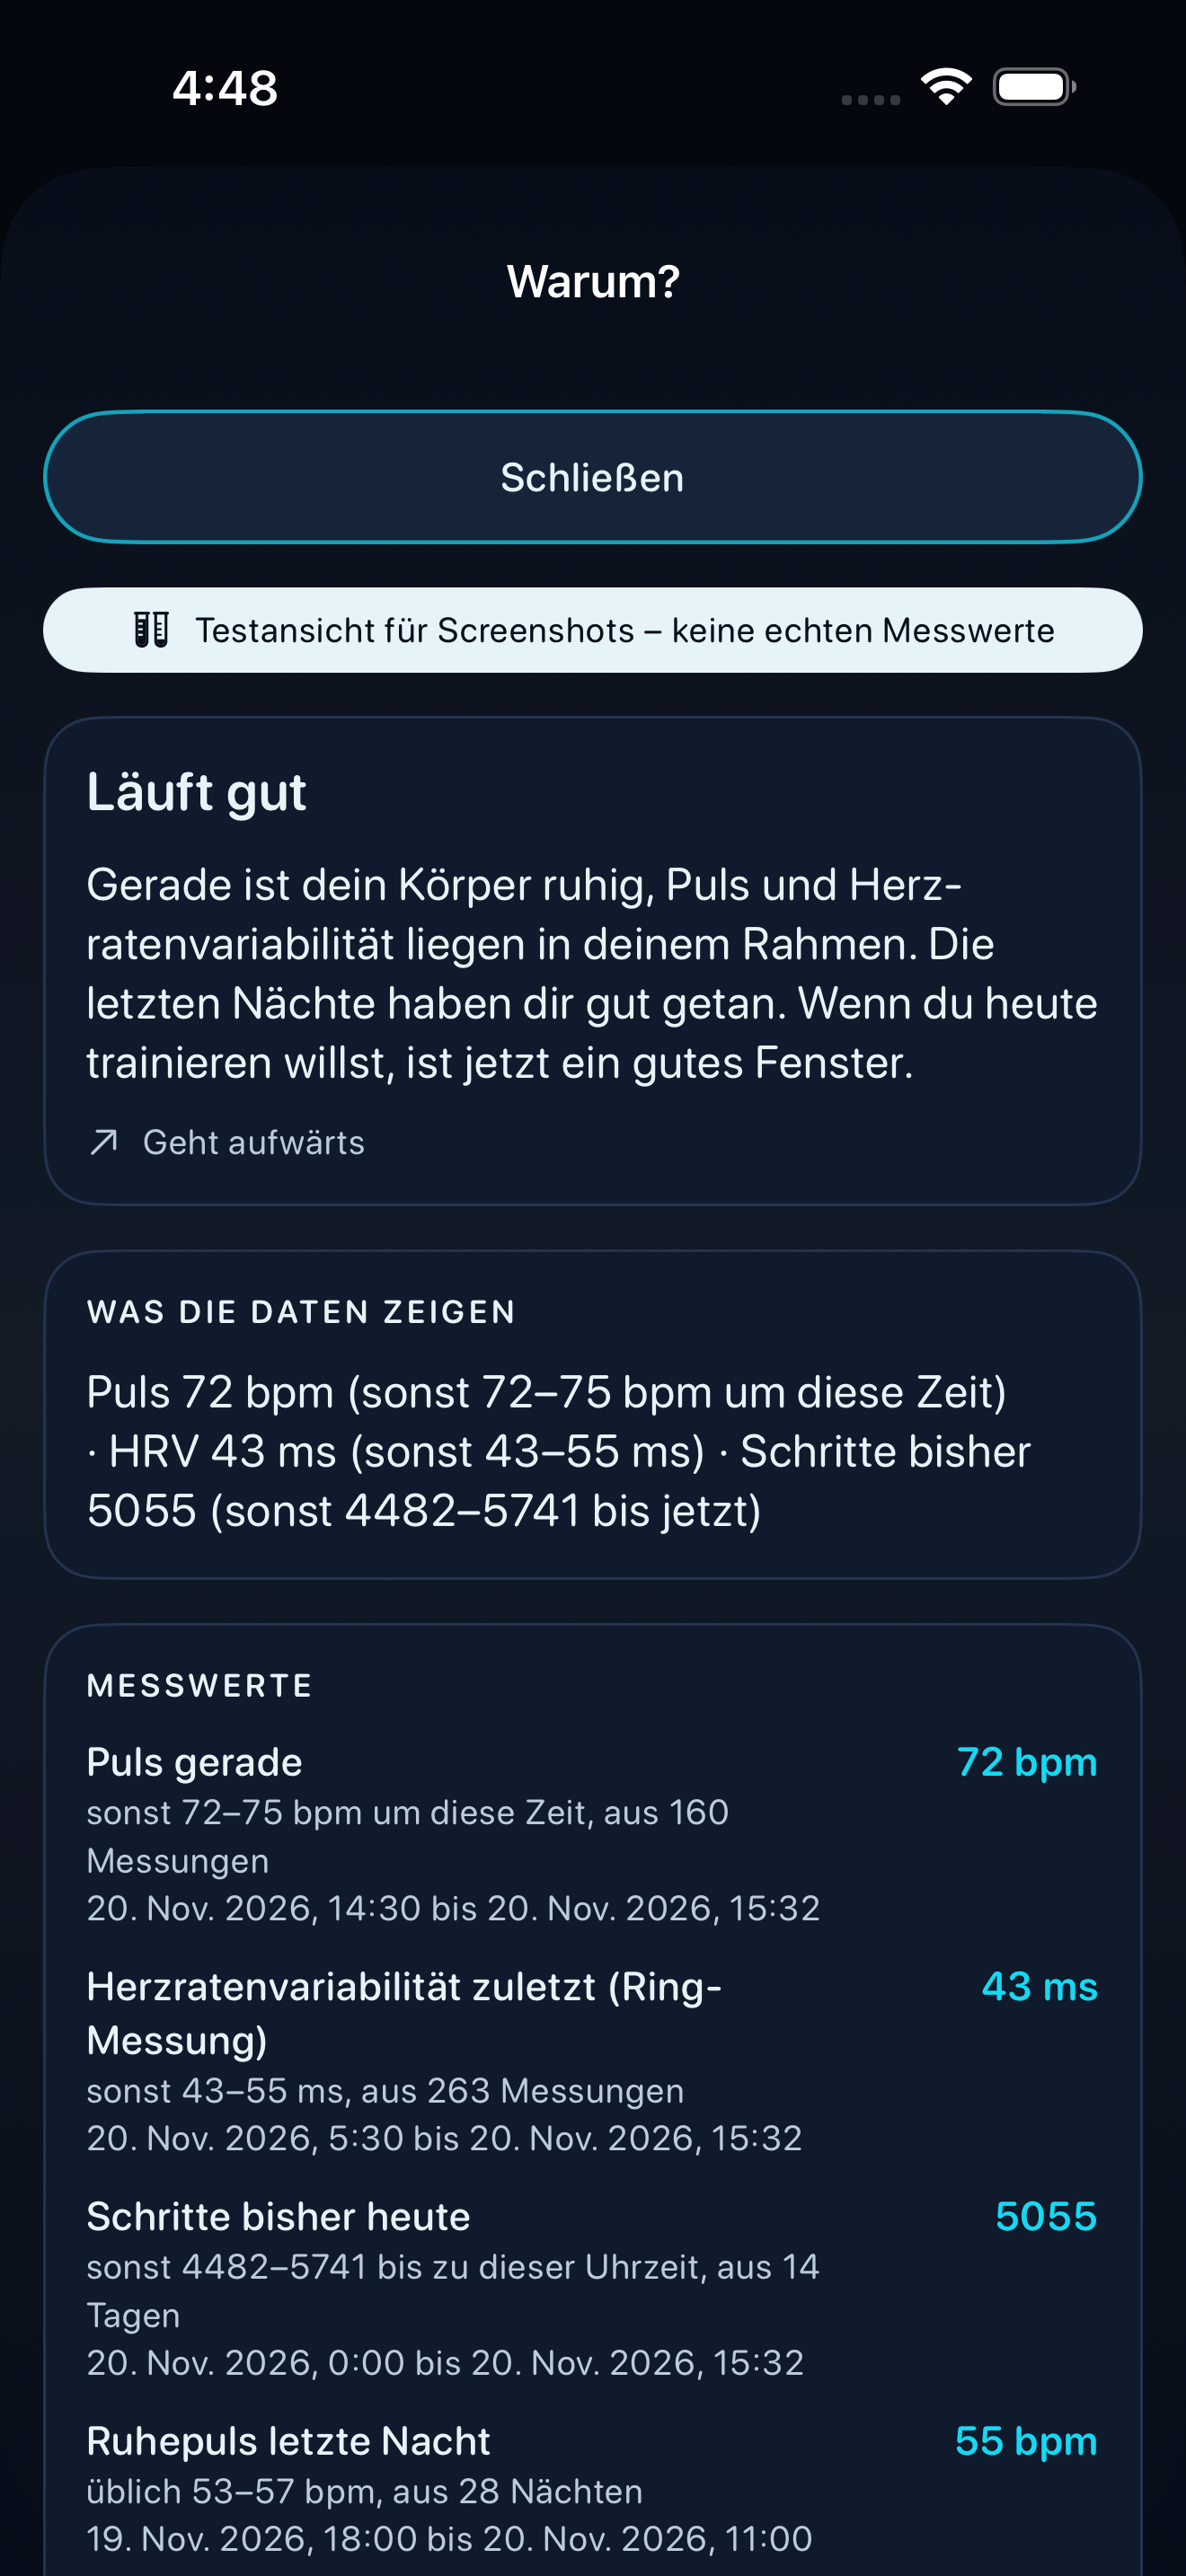 4:48
Warum?
Schließen
Testansicht für Screenshots – keine echten Messwerte
Läuft gut
Gerade ist dein Körper ruhig, Puls und Herz-
ratenvariabilität liegen in deinem Rahmen. Die
letzten Nächte haben dir gut getan. Wenn du heute
trainieren willst, ist jetzt ein gutes Fenster.
Geht aufwärts
WAS DIE DATEN ZEIGEN
Puls 72 bpm (sonst 72–75 bpm um diese Zeit)
· HRV 43 ms (sonst 43–55 ms) · Schritte bisher
5055 (sonst 4482–5741 bis jetzt)
MESSWERTE
Puls gerade 72 bpm
sonst 72–75 bpm um diese Zeit, aus 160
Messungen
20. Nov. 2026, 14:30 bis 20. Nov. 2026, 15:32
Herzratenvariabilität zuletzt (Ring- 43 ms
Messung)
sonst 43–55 ms, aus 263 Messungen
20. Nov. 2026, 5:30 bis 20. Nov. 2026, 15:32
Schritte bisher heute 5055
sonst 4482–5741 bis zu dieser Uhrzeit, aus 14
Tagen
20. Nov. 2026, 0:00 bis 20. Nov. 2026, 15:32
Ruhepuls letzte Nacht 55 bpm
üblich 53–57 bpm, aus 28 Nächten
19. Nov. 2026, 18:00 bis 20. Nov. 2026, 11:00